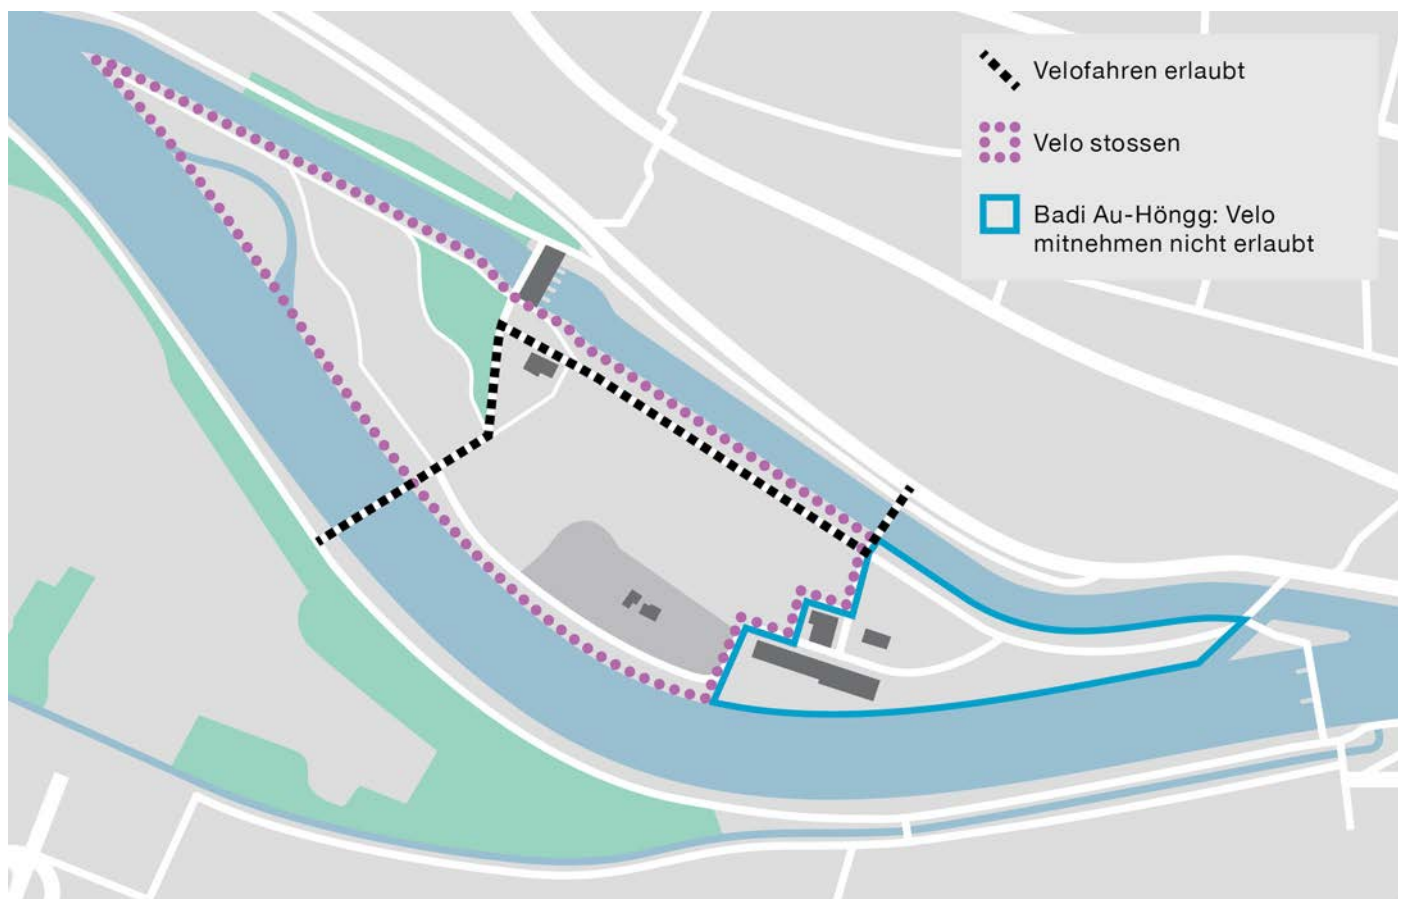 Velofahren erlaubt
Velo stossen
Badi Au-Höngg: Velo
mitnehmen nicht erlaubt